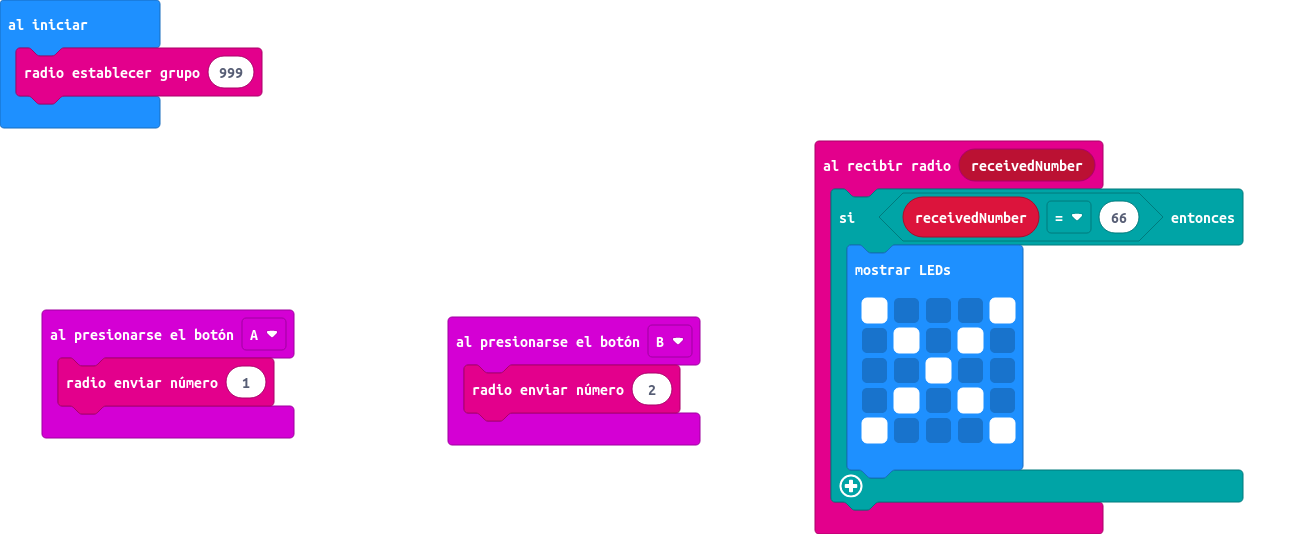 al iniciar
radio establecer grupo 999
al recibir radio receivedNumber
si receivedNumber = 66 entonces
mostrar LEDs
al presionarse el botón A
radio enviar número 1
al presionarse el botón B
radio enviar número 2